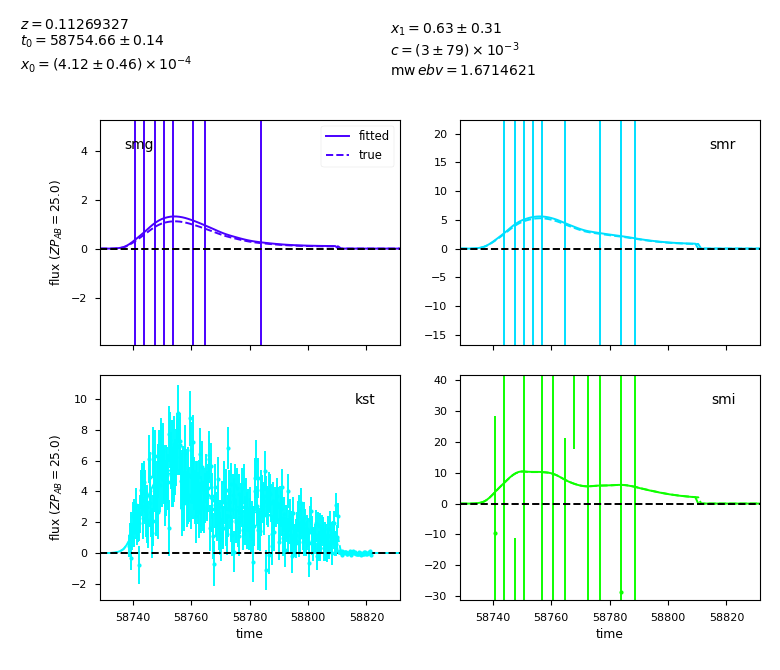 z = 0.11269327
t₀ = 58754.66 ± 0.14
x₀ = (4.12 ± 0.46) × 10⁻⁴
x₁ = 0.63 ± 0.31
c = (3 ± 79) × 10⁻³
mw ebv = 1.6714621
smg
fitted
true
4
2
0
−2
flux (ZP_AB = 25.0)
smr
20
15
10
5
0
−5
−10
−15
kst
10
8
6
4
2
0
−2
flux (ZP_AB = 25.0)
58740 58760 58780 58800 58820
time
smi
40
30
20
10
0
−10
−20
−30
58740 58760 58780 58800 58820
time